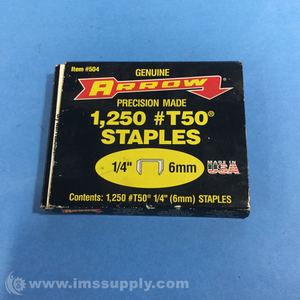 Item #504
GENUINE
ARROW
PRECISION MADE
1,250 #T50®
STAPLES
1/4" 6mm
MADE IN
USA
Contents: 1,250 #T50® 1/4" (6mm) STAPLES
© www.imssupply.com